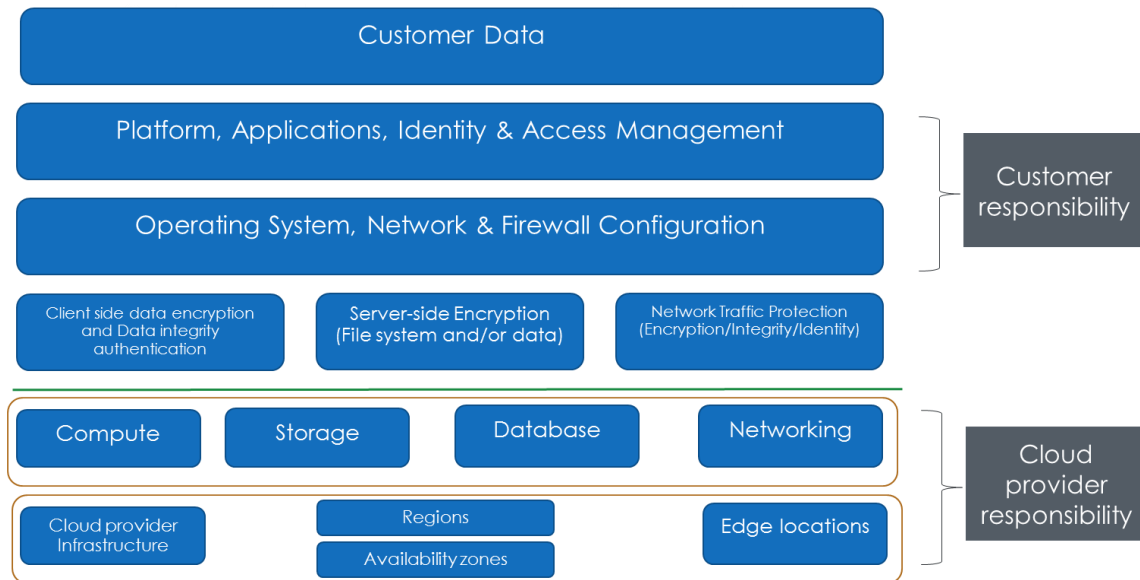 Customer Data
Platform, Applications, Identity & Access Management
Customer
responsibility
Operating System, Network & Firewall Configuration
Client side data encryption
and Data integrity
authentication
Server-side Encryption
(File system and/or data)
Network Traffic Protection
(Encryption/Integrity/Identity)
Compute
Storage
Database
Networking
Cloud
provider
responsibility
Cloud provider
Infrastructure
Regions
Availability zones
Edge locations